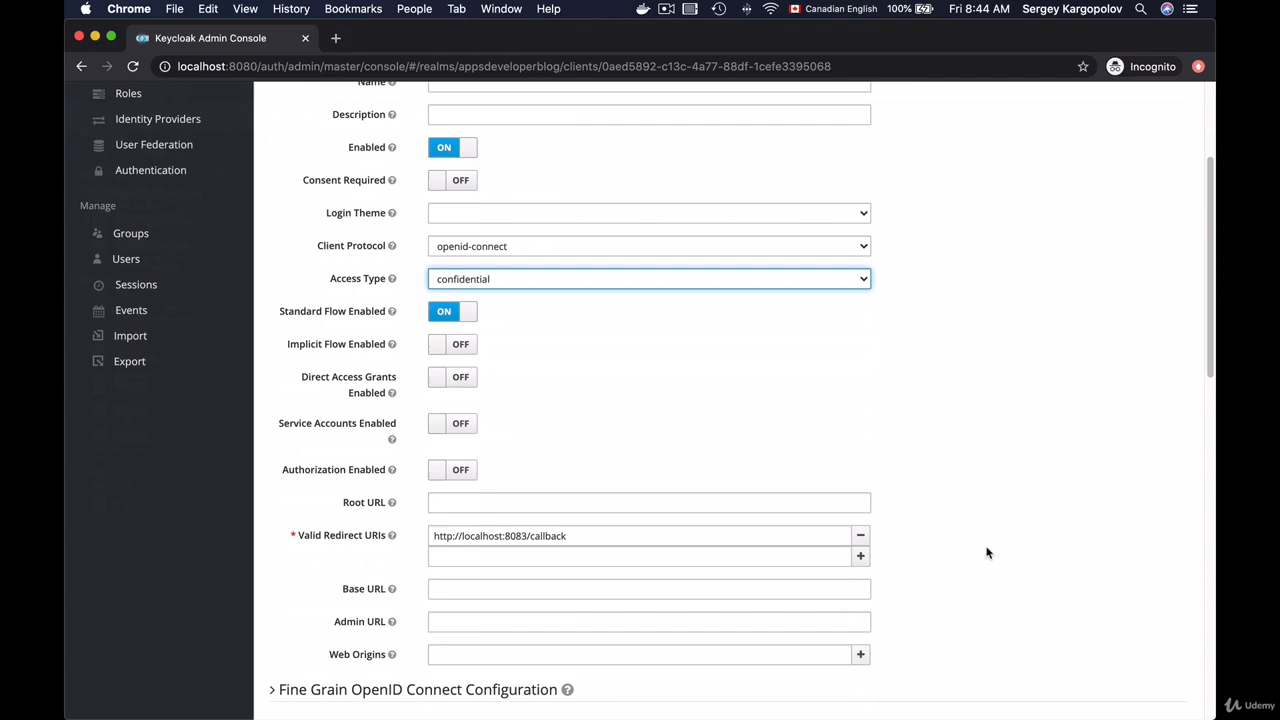 Chrome File Edit View History Bookmarks People Tab Window Help Canadian English 100% Fri 8:44 AM Sergey Kargopolov
Keycloak Admin Console
localhost:8080/auth/admin/master/console/#/realms/appsdeveloperblog/clients/0aed5892-c13c-4a77-88df-1cefe3395068 Incognito
Roles
Identity Providers
User Federation
Authentication
Manage
Groups
Users
Sessions
Events
Import
Export
Name
Description
Enabled ON
Consent Required OFF
Login Theme
Client Protocol openid-connect
Access Type confidential
Standard Flow Enabled ON
Implicit Flow Enabled OFF
Direct Access Grants
Enabled OFF
Service Accounts Enabled OFF
Authorization Enabled OFF
Root URL
* Valid Redirect URIs http://localhost:8083/callback
Base URL
Admin URL
Web Origins
Fine Grain OpenID Connect Configuration
Udemy